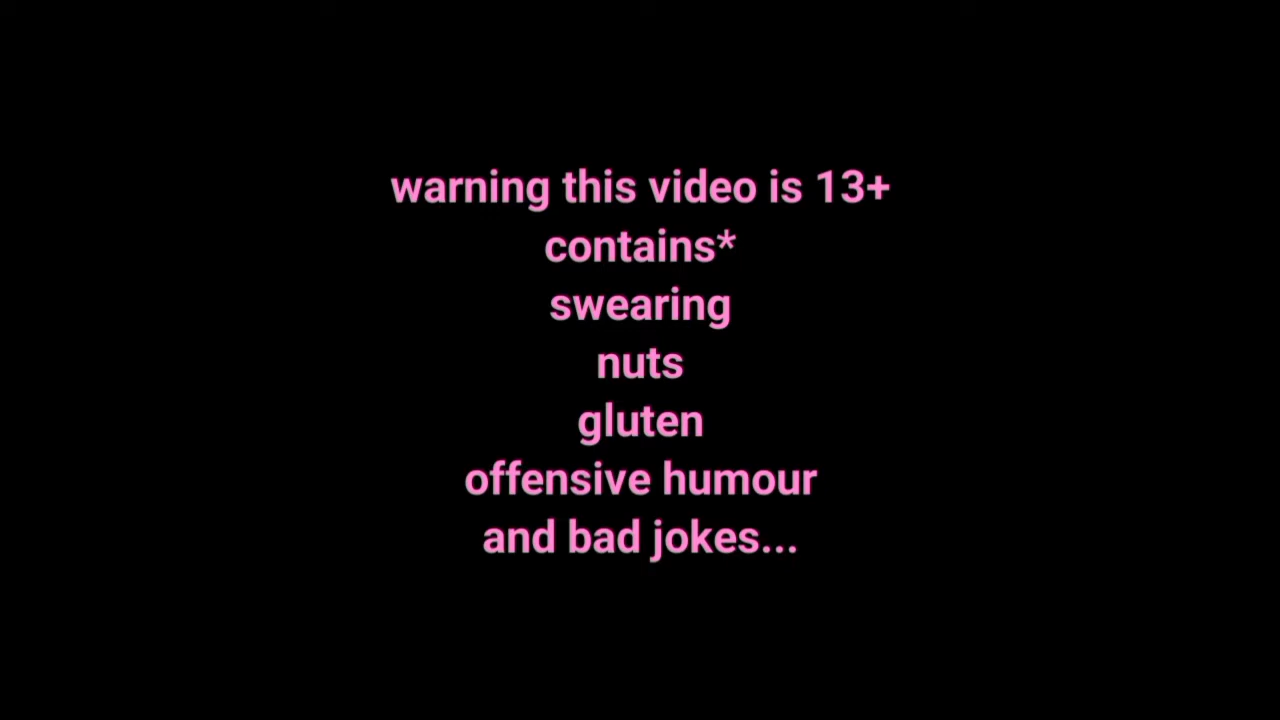 warning this video is 13+
contains*
swearing
nuts
gluten
offensive humour
and bad jokes...